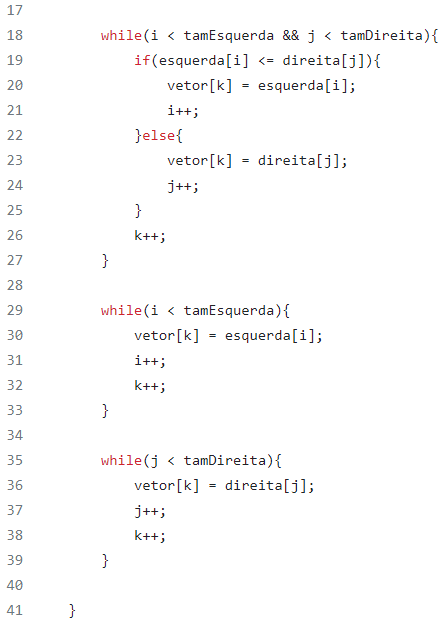 17
18         while(i < tamEsquerda && j < tamDireita){
19             if(esquerda[i] <= direita[j]){
20                 vetor[k] = esquerda[i];
21                 i++;
22             }else{
23                 vetor[k] = direita[j];
24                 j++;
25             }
26             k++;
27         }
28
29         while(i < tamEsquerda){
30             vetor[k] = esquerda[i];
31             i++;
32             k++;
33         }
34
35         while(j < tamDireita){
36             vetor[k] = direita[j];
37             j++;
38             k++;
39         }
40
41     }